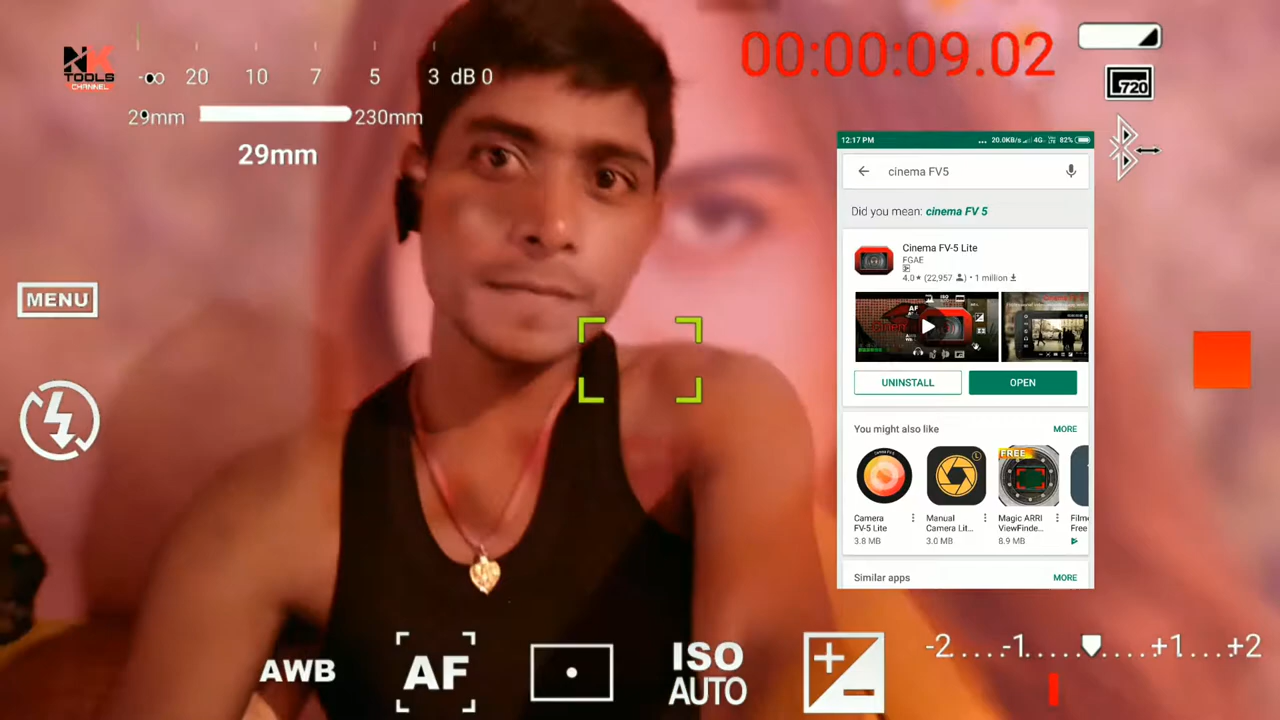 NK
TOOLS
CHANNEL
-∞ 20 10 7 5 3 dB 0
29mm 230mm
29mm
00:00:09.02
720
MENU
12:17 PM ... 20.0KB/s 4G 82%
cinema FV5
Did you mean: cinema FV 5
Cinema FV-5 Lite
FGAE
4.0★ (22,957) • 1 million
UNINSTALL OPEN
You might also like MORE
FREE
Camera
FV-5 Lite
3.8 MB
Manual
Camera Lit...
3.0 MB
Magic ARRI
ViewFinde...
8.9 MB
Film
Free
Similar apps MORE
AWB
AF
ISO
AUTO
-2....-1.... ....+1....+2